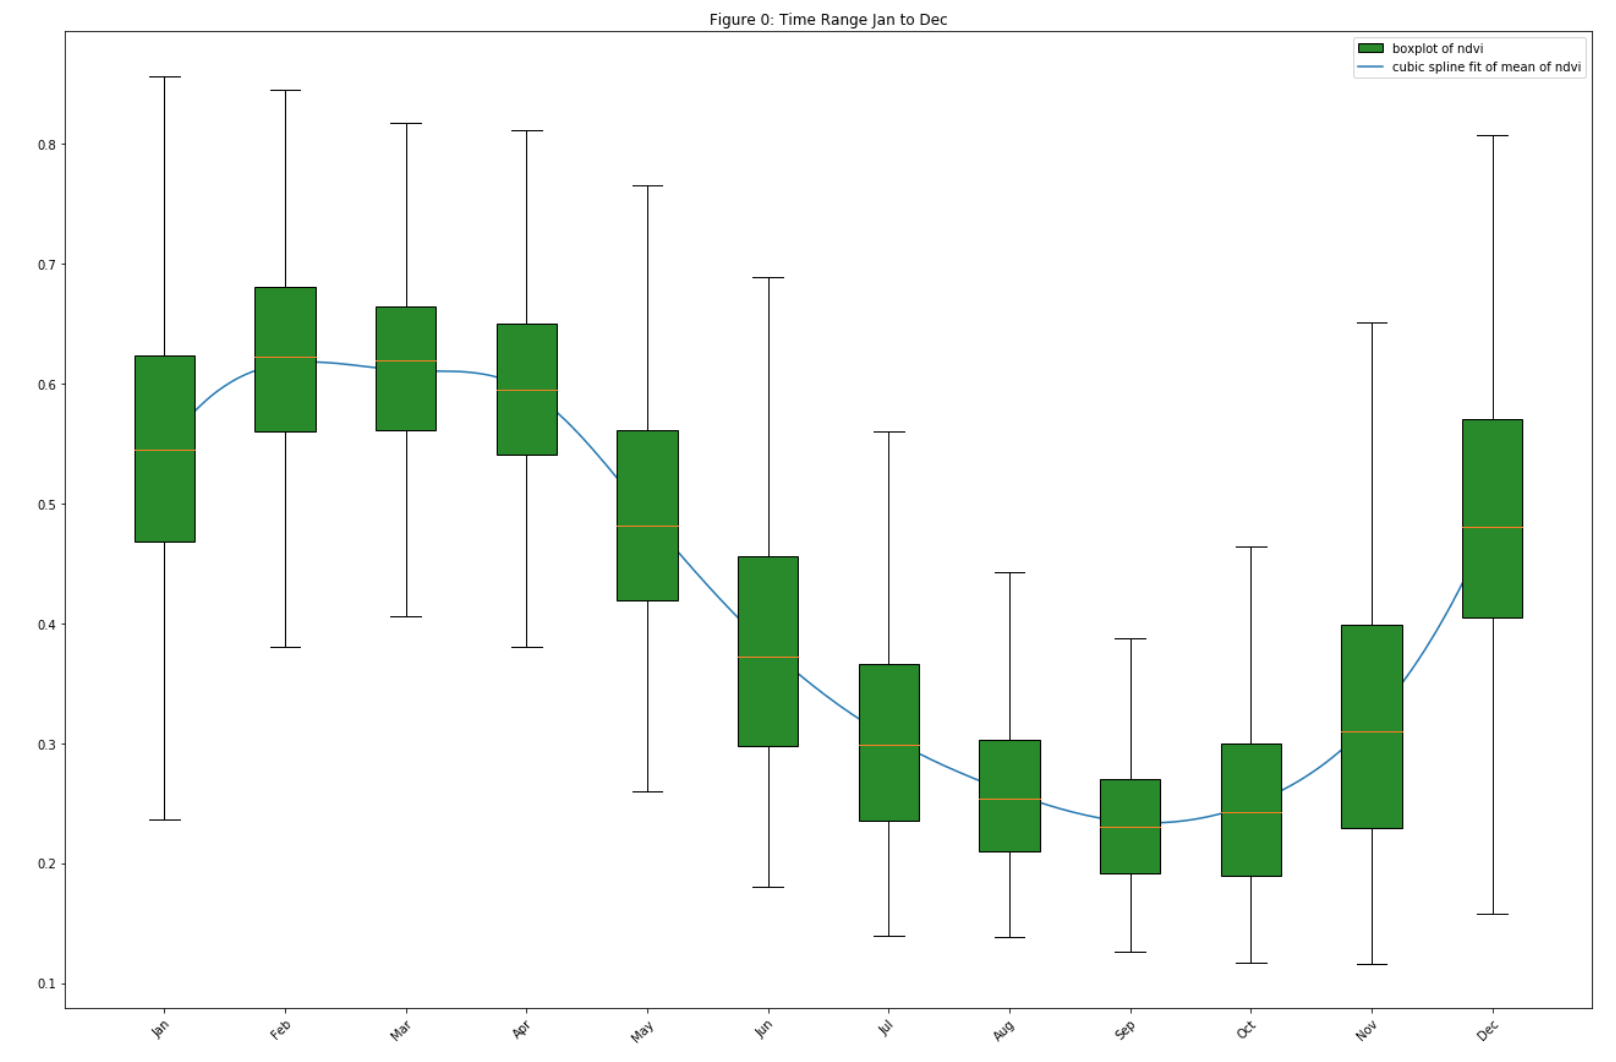 Figure 0: Time Range Jan to Dec
boxplot of ndvi
cubic spline fit of mean of ndvi
0.8
0.7
0.6
0.5
0.4
0.3
0.2
0.1
Jan
Feb
Mar
Apr
May
Jun
Jul
Aug
Sep
Oct
Nov
Dec